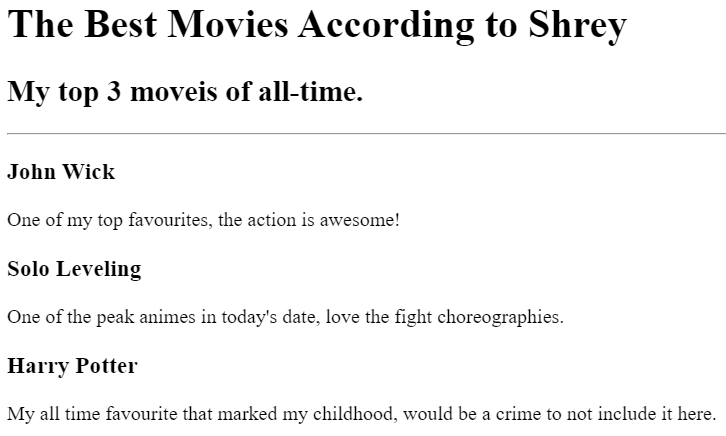 The Best Movies According to Shrey
My top 3 moveis of all-time.
John Wick
One of my top favourites, the action is awesome!
Solo Leveling
One of the peak animes in today's date, love the fight choreographies.
Harry Potter
My all time favourite that marked my childhood, would be a crime to not include it here.